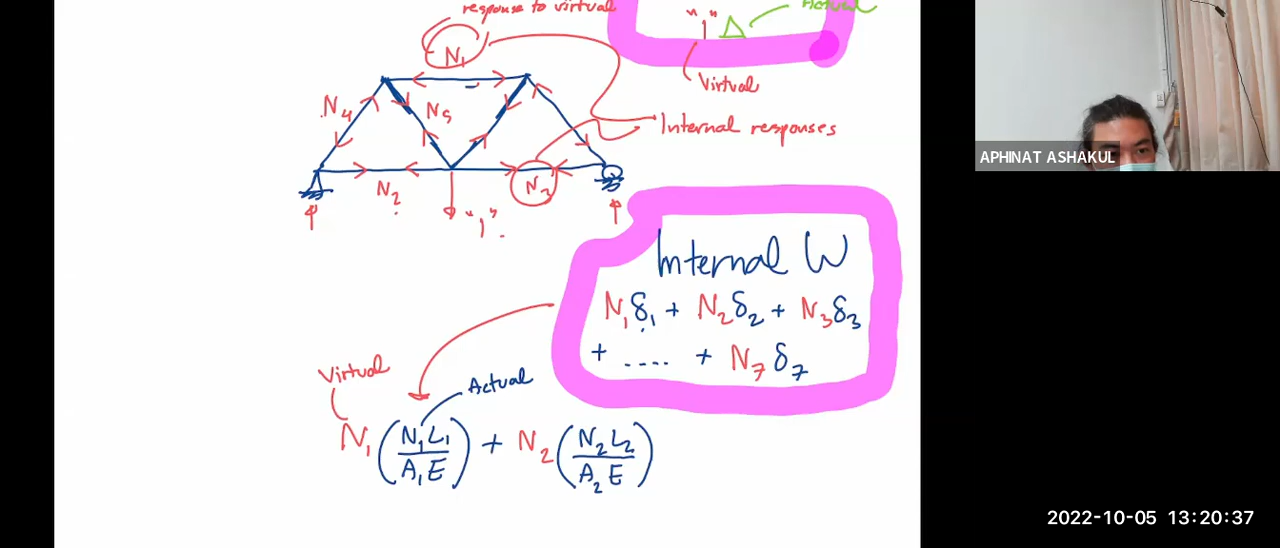 response to virtual
"1" Δ
Actual
N₁
Virtual
N₄
N₅
Internal responses
N₂
N₃
"1"
Internal W
N₁δ₁ + N₂δ₂ + N₃δ₃
+ .... + N₇δ₇
Virtual
Actual
N₁(N₁L₁/A₁E) + N₂(N₂L₂/A₂E)
APHINAT ASHAKUL
2022-10-05 13:20:37